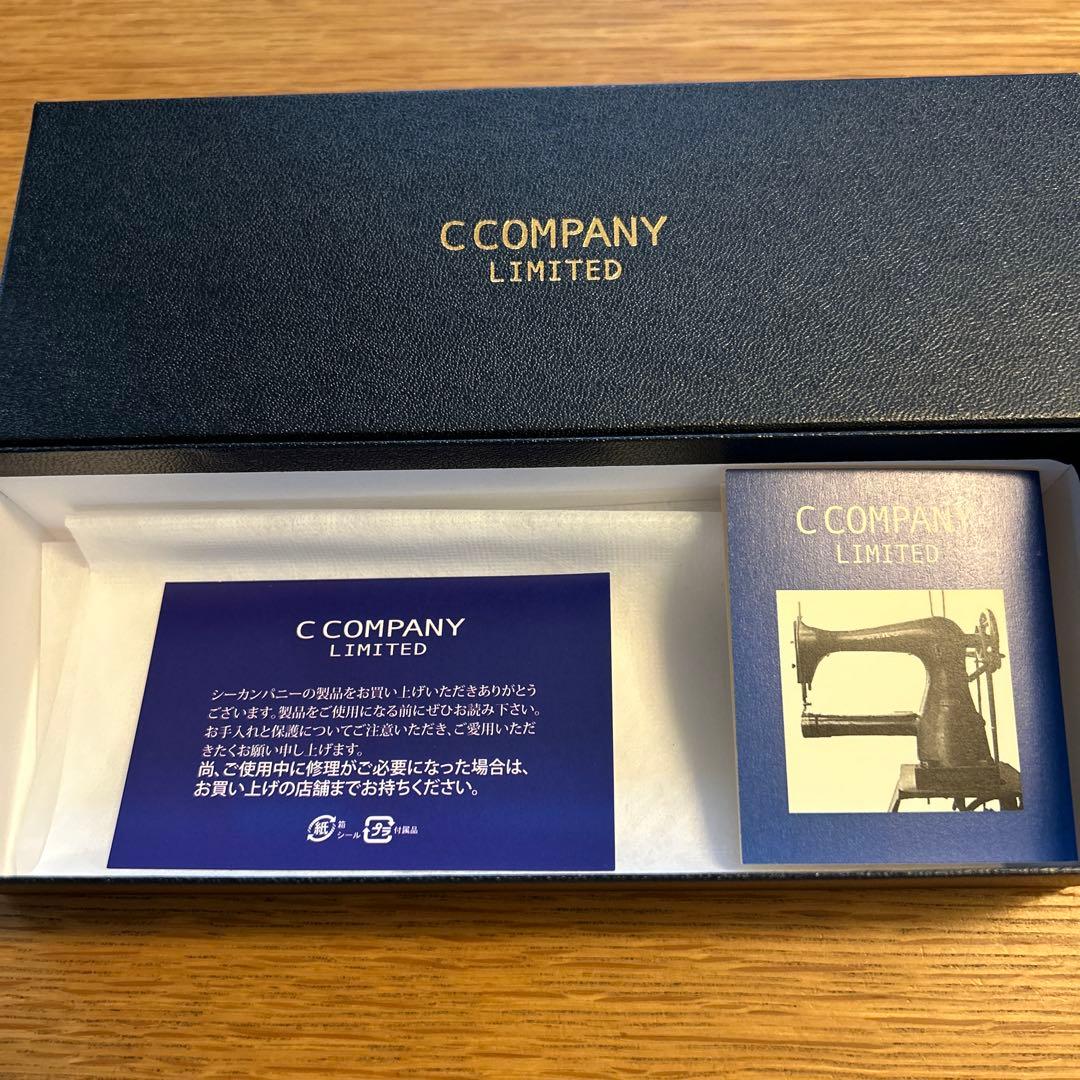 C COMPANY
LIMITED
C COMPANY
LIMITED
シーカンパニーの製品をお買い上げいただきありがとう
ございます。製品をご使用になる前にぜひお読み下さい。
お手入れと保護についてご注意いただき、ご愛用いただ
きたくお願い申し上げます。
尚、ご使用中に修理がご必要になった場合は、
お買い上げの店舗までお持ちください。
紙 箱
シール
プラ 付属品
C COMPANY
LIMITED